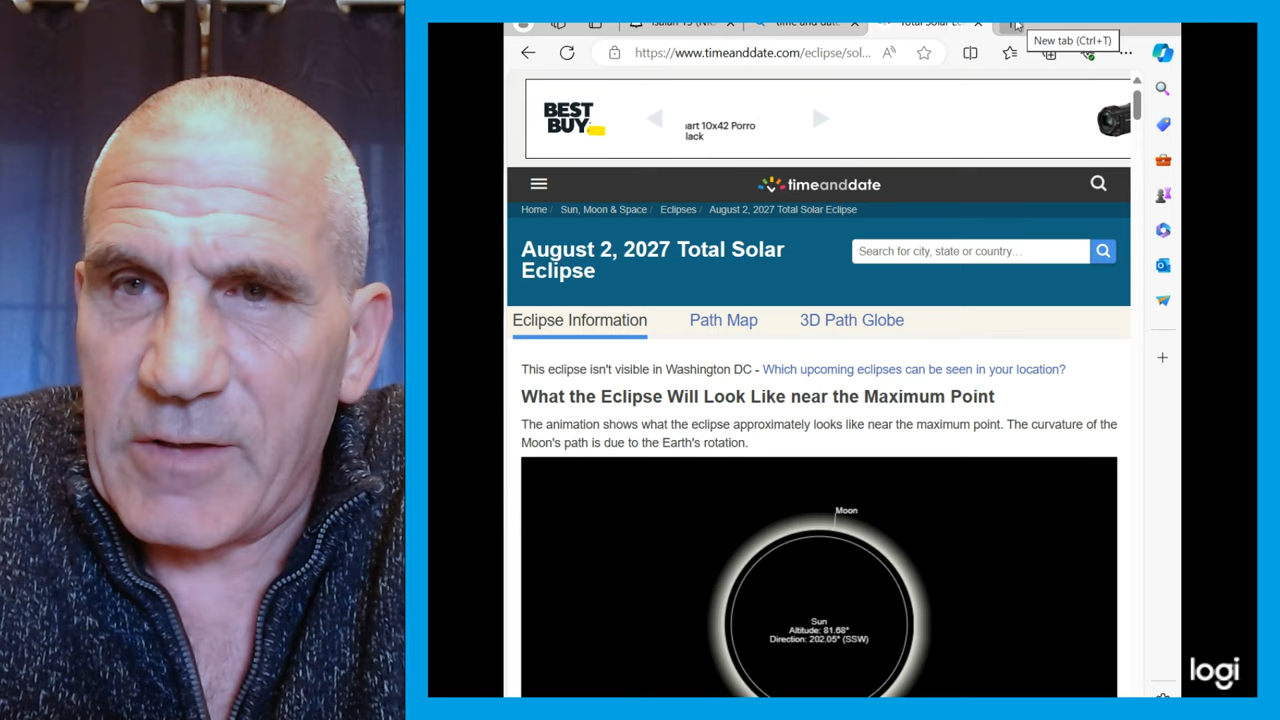 New tab (Ctrl+T)
https://www.timeanddate.com/eclipse/sol...
BEST
BUY
art 10x42 Porro
lack
timeanddate
Home / Sun, Moon & Space / Eclipses / August 2, 2027 Total Solar Eclipse
August 2, 2027 Total Solar
Eclipse
Search for city, state or country…
Eclipse Information
Path Map
3D Path Globe
This eclipse isn't visible in Washington DC - Which upcoming eclipses can be seen in your location?
What the Eclipse Will Look Like near the Maximum Point
The animation shows what the eclipse approximately looks like near the maximum point. The curvature of the
Moon's path is due to the Earth's rotation.
Moon
Sun
Altitude: 81.68°
Direction: 202.05° (SSW)
logi